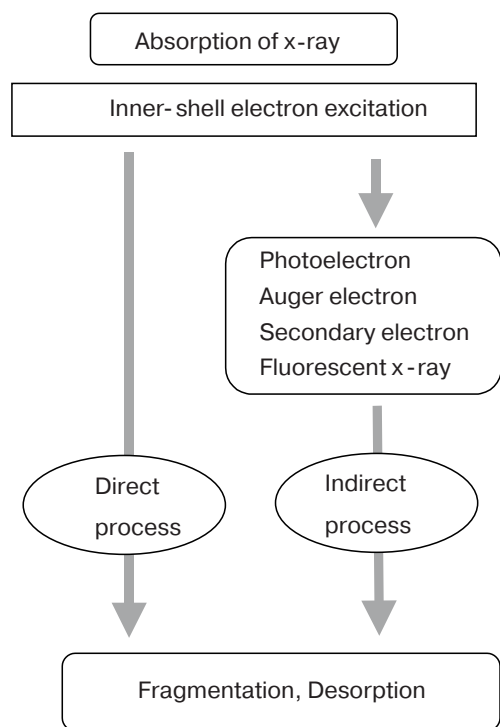 Absorption of x-ray
Inner-shell electron excitation
Photoelectron
Auger electron
Secondary electron
Fluorescent x-ray
Direct
process
Indirect
process
Fragmentation, Desorption